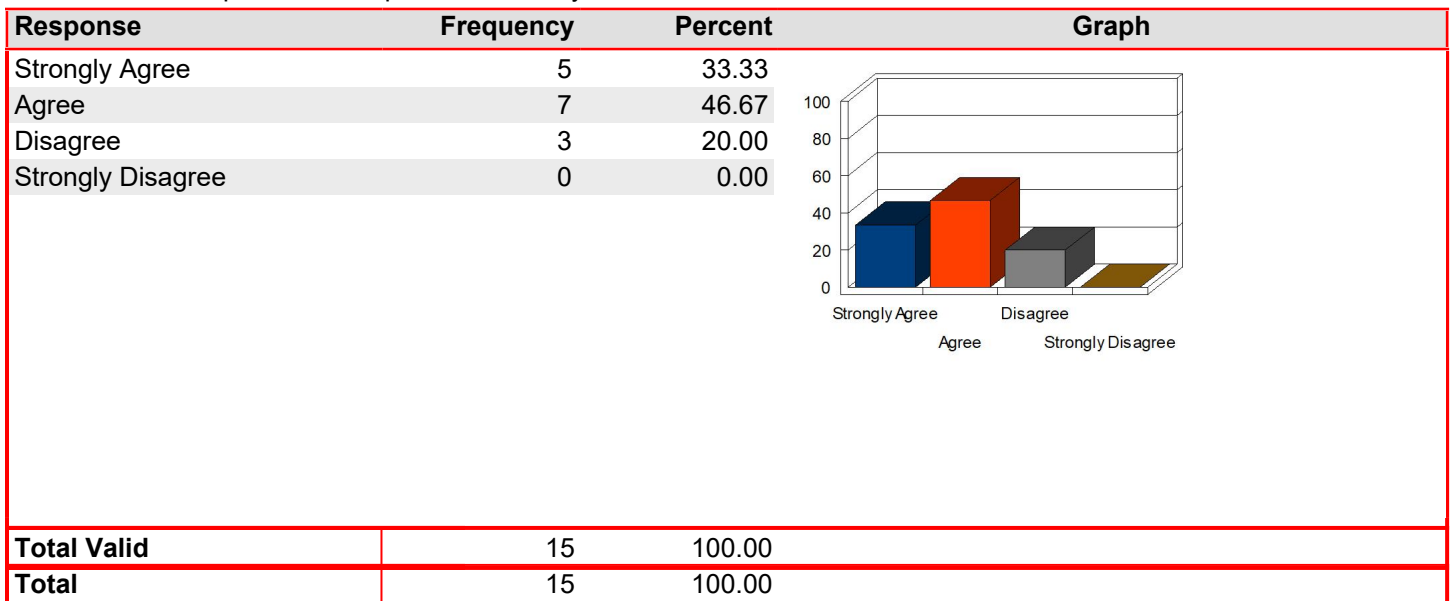 Response Frequency Percent Graph
Strongly Agree 5 33.33
Agree 7 46.67
Disagree 3 20.00
Strongly Disagree 0 0.00
100
80
60
40
20
0
Strongly Agree Disagree
Agree Strongly Disagree
Total Valid 15 100.00
Total 15 100.00